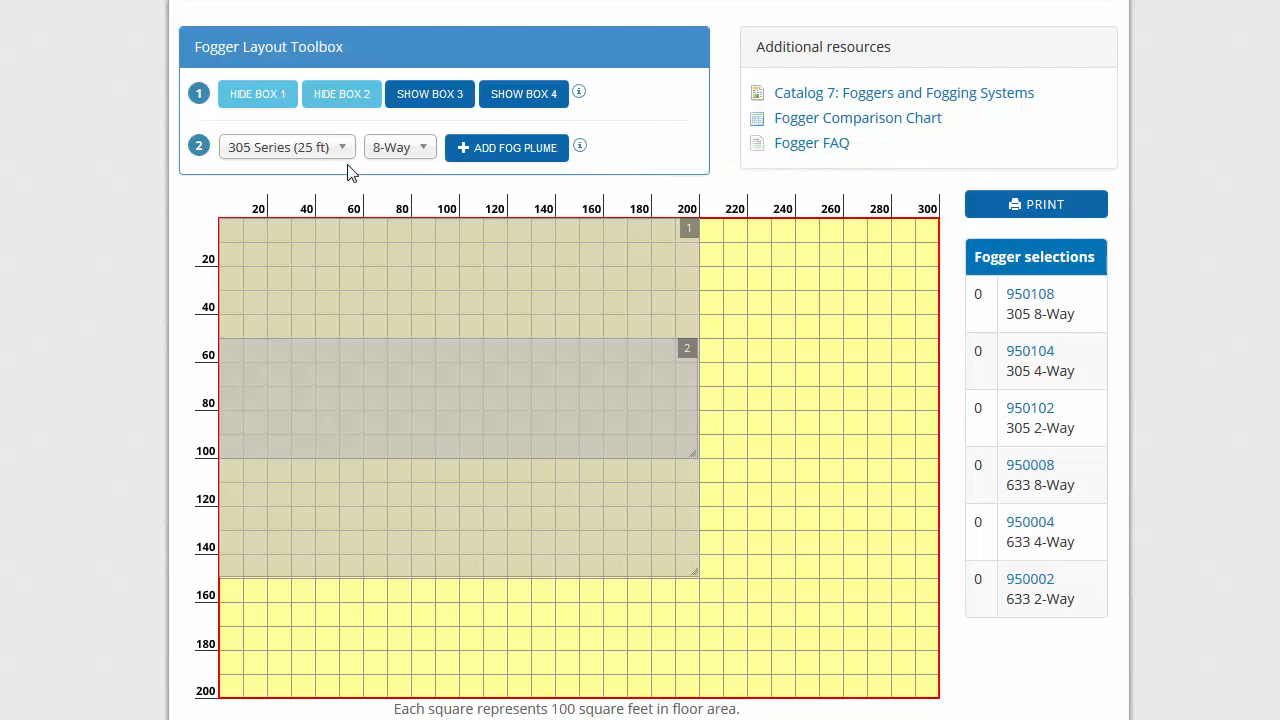 Fogger Layout Toolbox
1 HIDE BOX 1 HIDE BOX 2 SHOW BOX 3 SHOW BOX 4
2 305 Series (25 ft) 8-Way ADD FOG PLUME
Additional resources
Catalog 7: Foggers and Fogging Systems
Fogger Comparison Chart
Fogger FAQ
20 40 60 80 100 120 140 160 180 200 220 240 260 280 300
1
20
40
2
60
80
100
120
140
160
180
200
Each square represents 100 square feet in floor area.
PRINT
Fogger selections
0 950108
305 8-Way
0 950104
305 4-Way
0 950102
305 2-Way
0 950008
633 8-Way
0 950004
633 4-Way
0 950002
633 2-Way